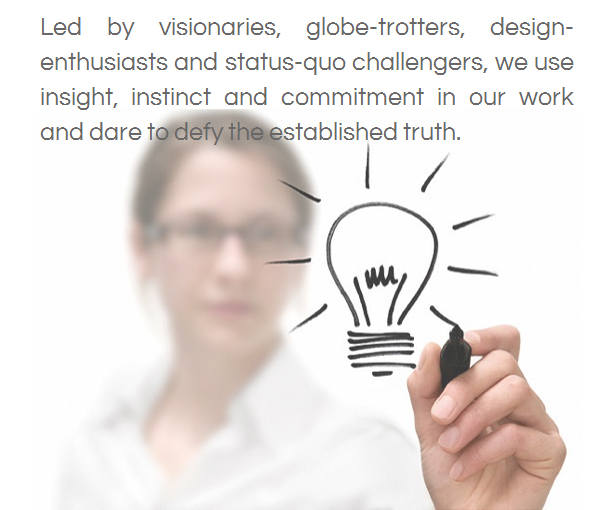 Led by visionaries, globe-trotters, design-
enthusiasts and status-quo challengers, we use
insight, instinct and commitment in our work
and dare to defy the established truth.